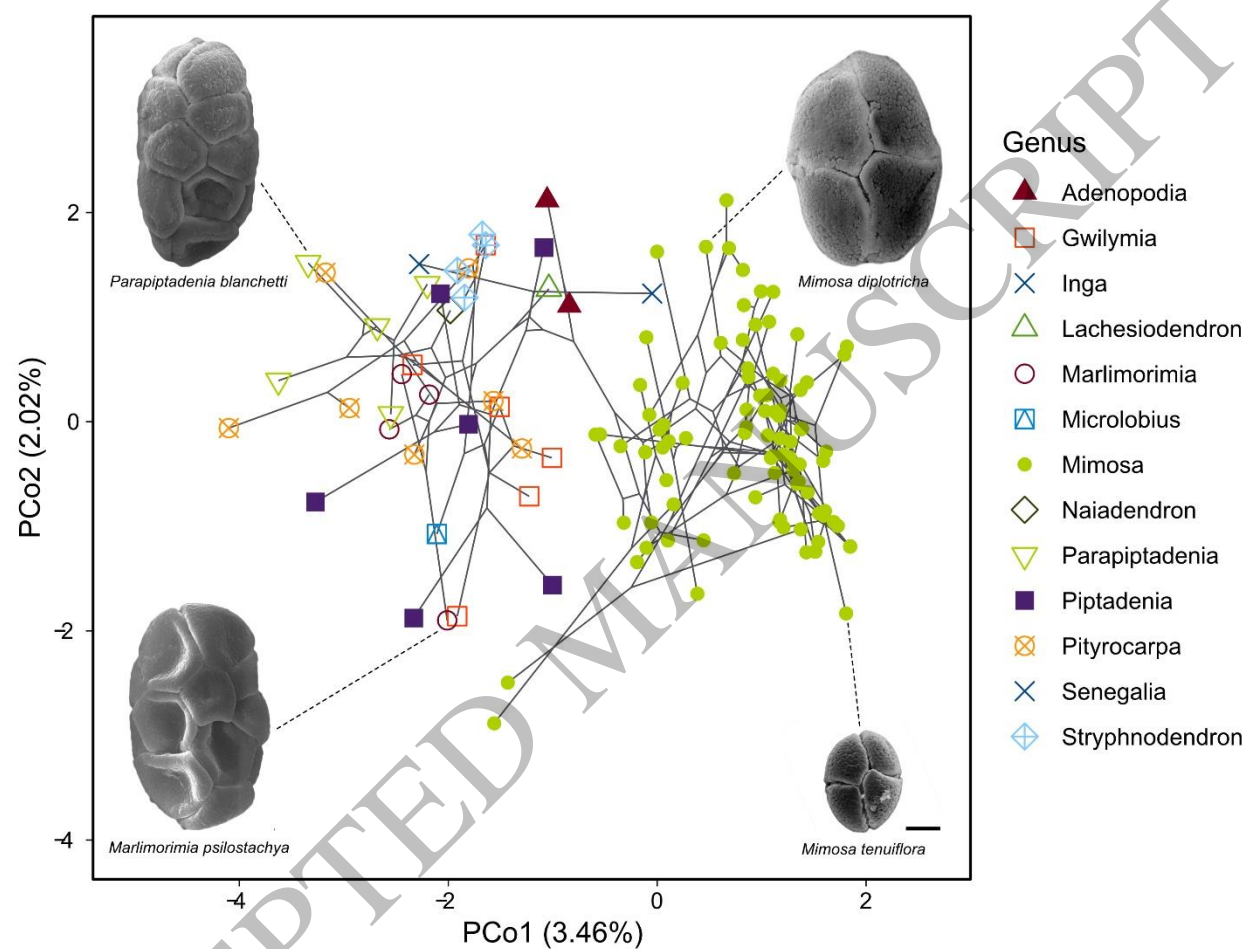 Parapiptadenia blanchetti
Mimosa diplotricha
Marlimorimia psilostachya
Mimosa tenuiflora
PCo2 (2.02%)
2
0
−2
−4
−4
−2
0
2
PCo1 (3.46%)
Genus
Adenopodia
Gwilymia
Inga
Lachesiodendron
Marlimorimia
Microlobius
Mimosa
Naiadendron
Parapiptadenia
Piptadenia
Pityrocarpa
Senegalia
Stryphnodendron
EPTED MANUSCRIPT